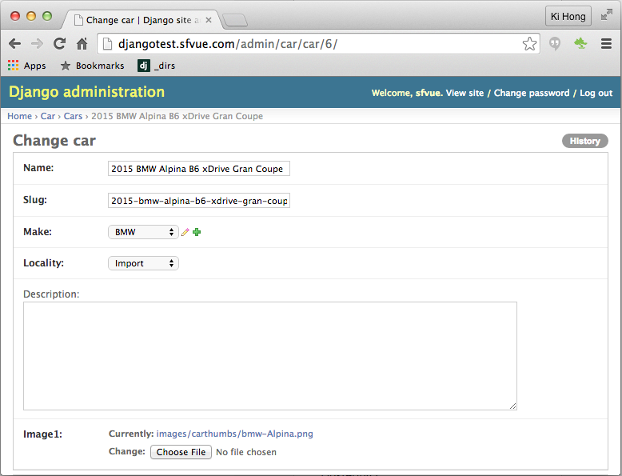 Change car | Django site a
Ki Hong
djangotest.sfvue.com/admin/car/car/6/
Apps Bookmarks dj _dirs
Django administration
Welcome, sfvue. View site / Change password / Log out
Home › Car › Cars › 2015 BMW Alpina B6 xDrive Gran Coupe
Change car
History
Name: 2015 BMW Alpina B6 xDrive Gran Coupe
Slug: 2015-bmw-alpina-b6-xdrive-gran-coup
Make: BMW
Locality: Import
Description:
Image1: Currently: images/carthumbs/bmw-Alpina.png
Change: Choose File No file chosen